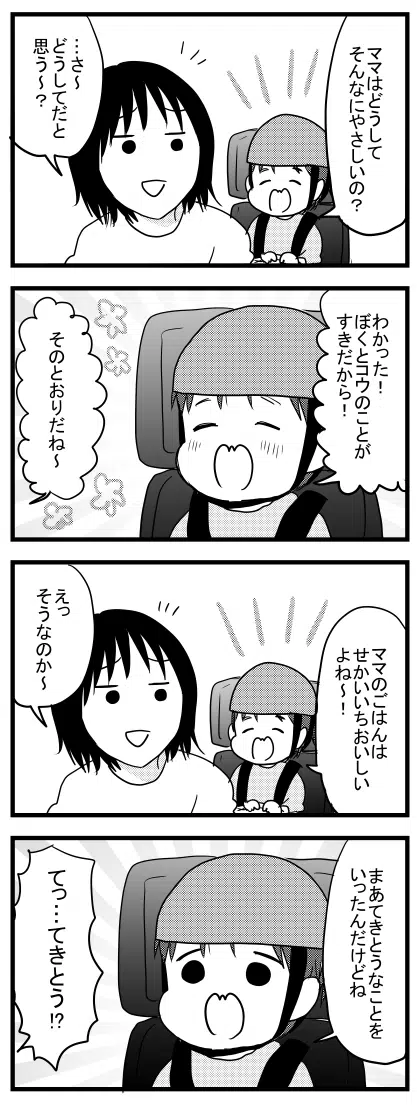 ママはどうして
そんなにやさしいの？
…さ〜
どうしてだと
思う〜？
わかった！
ぼくとコウのことが
すきだから！
そのとおりだね〜
ママのごはんは
せかいいちおいしい
よね〜！
えっ
そうなのか〜
まあてきとうなことを
いったんだけどね
てっ…てきとう⁉